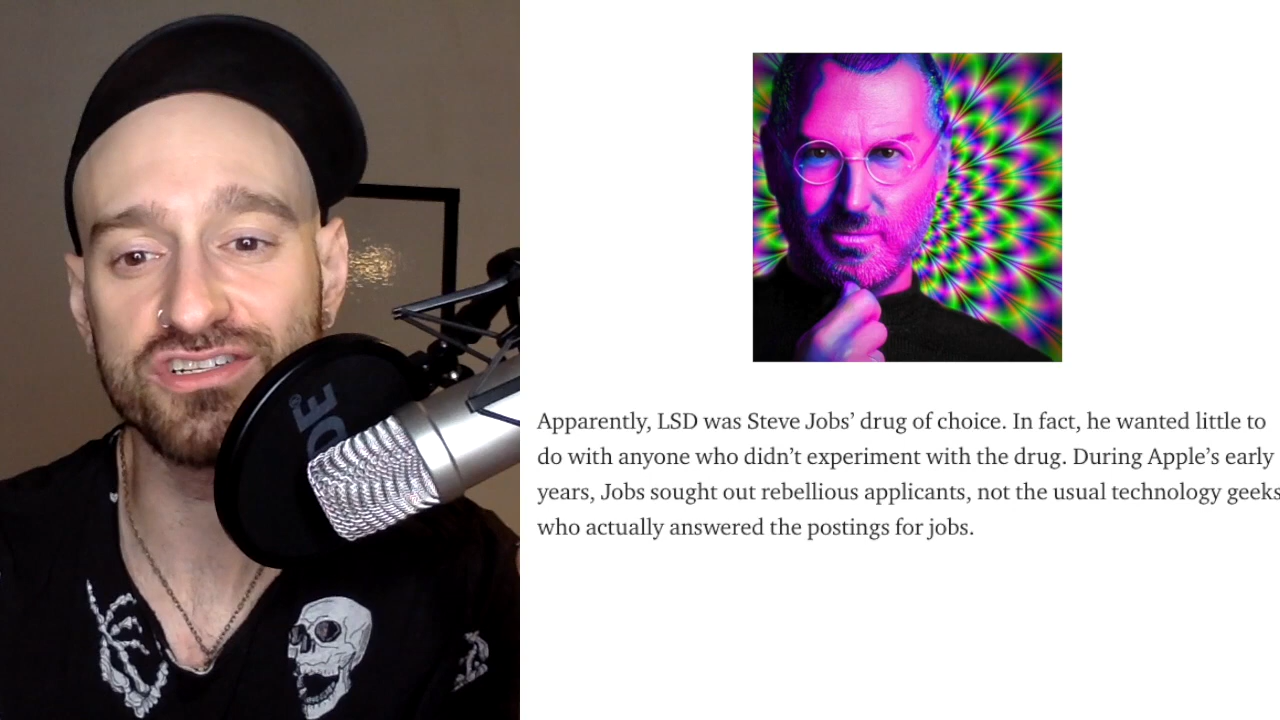 Apparently, LSD was Steve Jobs’ drug of choice. In fact, he wanted little to
do with anyone who didn’t experiment with the drug. During Apple’s early
years, Jobs sought out rebellious applicants, not the usual technology geeks
who actually answered the postings for jobs.